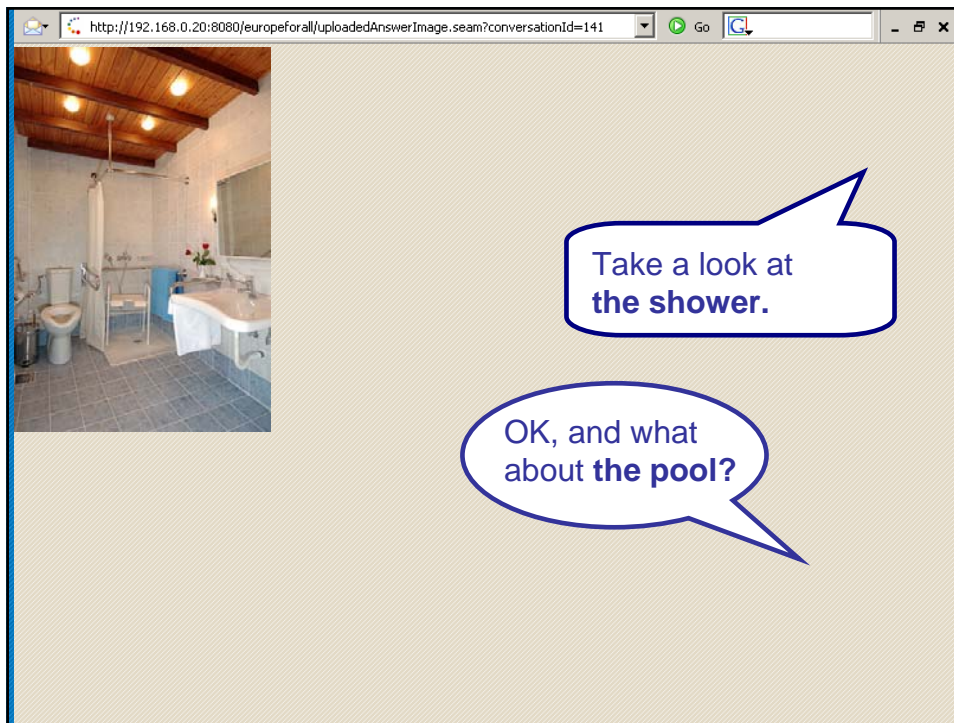 http://192.168.0.20:8080/europeforall/uploadedAnswerImage.seam?conversationId=141 Go G
Take a look at
the shower.
OK, and what
about the pool?